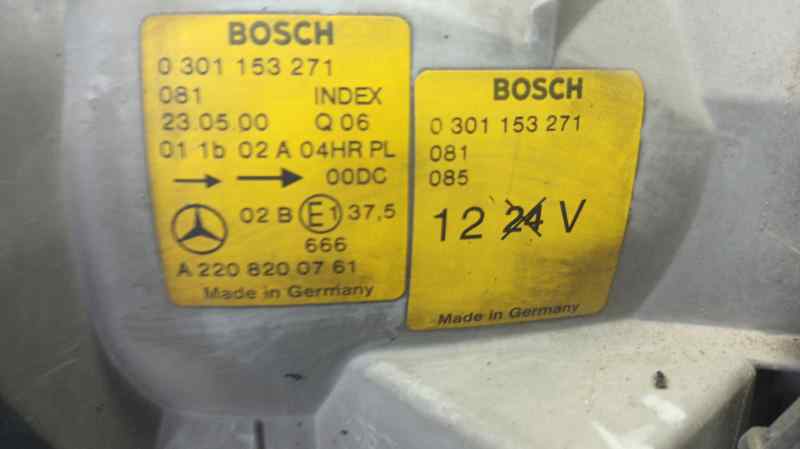 BOSCH
0 301 153 271
081 INDEX
23.05.00 Q 06
01 1b 02 A 04HR PL
→ → 00DC
02 B E1 37,5
666
A 220 820 07 61
Made in Germany
BOSCH
0 301 153 271
081
085
12 24 V
Made in Germany